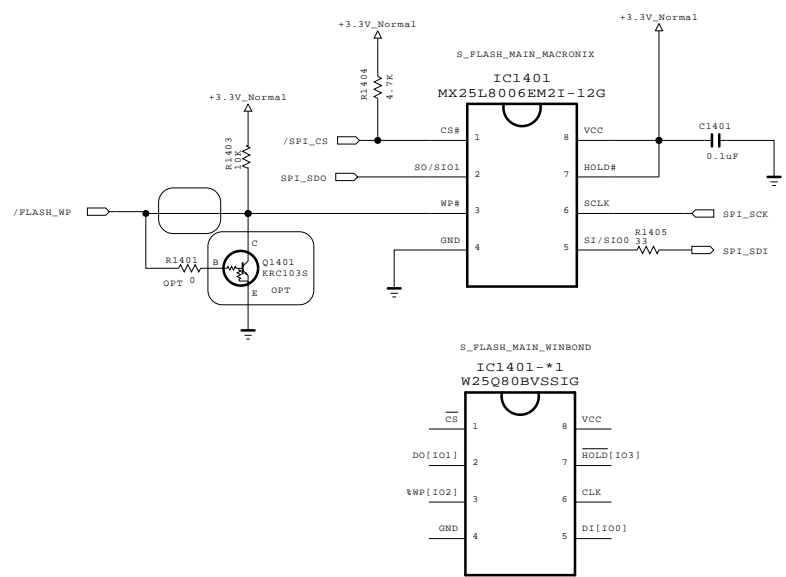 +3.3V_Normal
+3.3V_Normal
S_FLASH_MAIN_MACRONIX
IC1401
MX25L8006EM2I-12G
R1404
4.7K
+3.3V_Normal
R1403
10K
/SPI_CS
CS#
1
8
VCC
C1401
0.1uF
SPI_SDO
SO/SIO1
2
7
HOLD#
/FLASH_WP
WP#
3
6
SCLK
SPI_SCK
GND
4
5
SI/SIO0
R1405
33
SPI_SDI
R1401
0
OPT
B
C
E
Q1401
KRC103S
OPT
S_FLASH_MAIN_WINBOND
IC1401-*1
W25Q80BVSSIG
CS
1
8
VCC
DO[IO1]
2
7
HOLD[IO3]
%WP[IO2]
3
6
CLK
GND
4
5
DI[IO0]